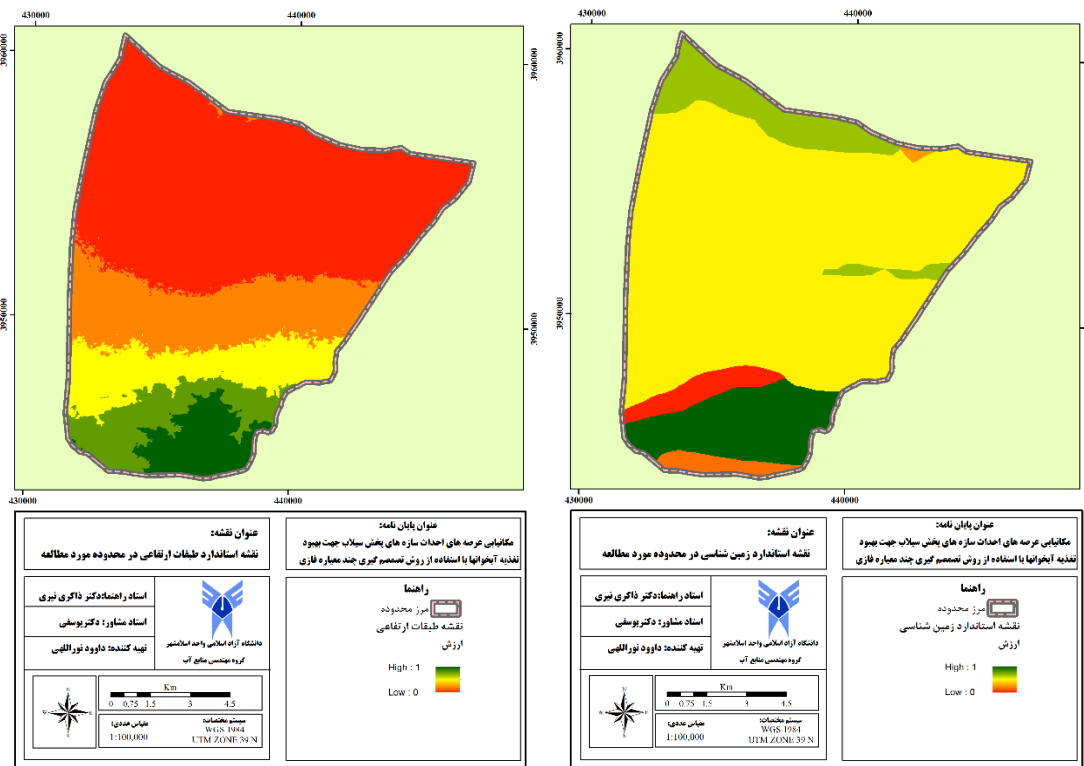 430000
440000
3960000
3960000
3950000
3950000
430000
440000
عنوان نقشه:
نقشه استاندارد طبقات ارتفاعی در محدوده مورد مطالعه
استاد راهنما:دکتر ذاکری نیری
استاد مشاور: دکتریوسفی
تهیه کننده: داوود نوراللهی
دانشگاه آزاد اسلامی واحد اسلامشهر
گروه مهندسی منابع آب
N
W
E
S
Km
0 0.75 1.5 3 4.5
مقیاس عددی:
1:100,000
سیستم مختصات:
WGS 1984
UTM ZONE 39 N
عنوان پایان نامه:
مکانیابی عرصه های احداث سازه های پخش سیلاب جهت بهبود
تغذیه آبخوانها با استفاده از روش تصمصم گیری چند معیاره فازی
راهنما
مرز محدوده
نقشه طبقات ارتفاعی
ارزش
High : 1
Low : 0
430000
440000
3960000
3950000
430000
440000
عنوان نقشه:
نقشه استاندارد زمین شناسی در محدوده مورد مطالعه
استاد راهنما:دکتر ذاکری نیری
استاد مشاور: دکتریوسفی
تهیه کننده: داوود نوراللهی
دانشگاه آزاد اسلامی واحد اسلامشهر
گروه مهندسی منابع آب
N
W
E
S
Km
0 0.75 1.5 3 4.5
مقیاس عددی:
1:100,000
سیستم مختصات:
WGS 1984
UTM ZONE 39 N
عنوان پایان نامه:
مکانیابی عرصه های احداث سازه های پخش سیلاب جهت بهبود
تغذیه آبخوانها با استفاده از روش تصمصم گیری چند معیاره فازی
راهنما
مرز محدوده
نقشه استاندارد زمین شناسی
ارزش
High : 1
Low : 0